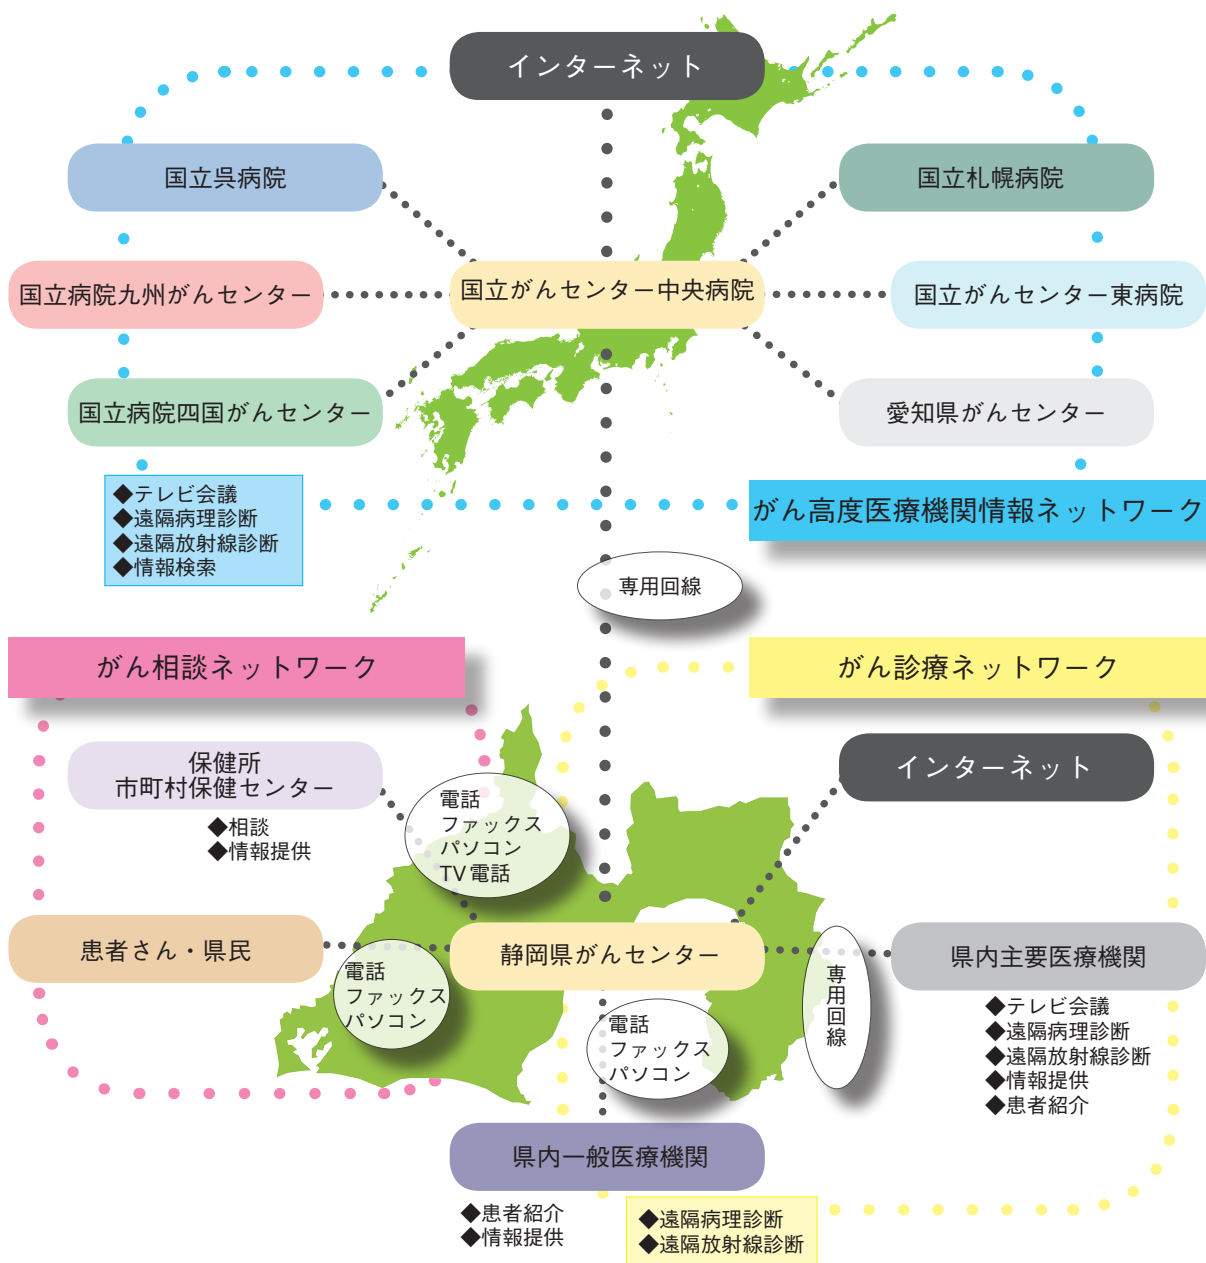 インターネット
国立呉病院
国立札幌病院
国立病院九州がんセンター
国立がんセンター中央病院
国立がんセンター東病院
国立病院四国がんセンター
愛知県がんセンター
◆テレビ会議
◆遠隔病理診断
◆遠隔放射線診断
◆情報検索
がん高度医療機関情報ネットワーク
専用回線
がん相談ネットワーク
がん診療ネットワーク
保健所
市町村保健センター
◆相談
◆情報提供
電話
ファックス
パソコン
TV電話
インターネット
患者さん・県民
電話
ファックス
パソコン
静岡県がんセンター
専用回線
県内主要医療機関
◆テレビ会議
◆遠隔病理診断
◆遠隔放射線診断
◆情報提供
◆患者紹介
電話
ファックス
パソコン
県内一般医療機関
◆患者紹介
◆情報提供
◆遠隔病理診断
◆遠隔放射線診断